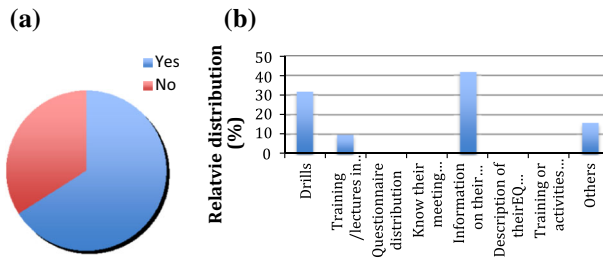 (a)
Yes
No
(b)
Relatvie distribution
(%)
50
40
30
20
10
0
Drills
Training
/lectures in..
Questionnaire
distribution
Know their
meeting...
Information
on their...
Description of
theirEQ...
Training or
activities...
Others